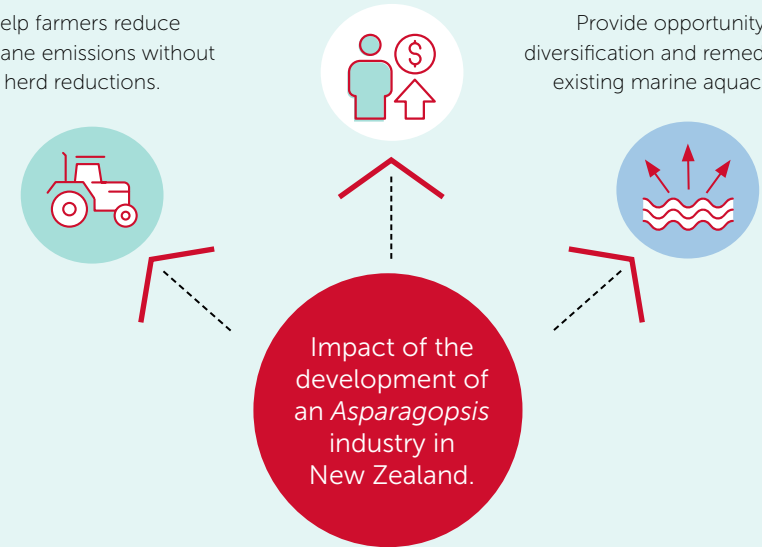 elp farmers reduce
ane emissions without
herd reductions.
$
Provide opportunity
diversification and remed
existing marine aquac
Impact of the
development of
an Asparagopsis
industry in
New Zealand.